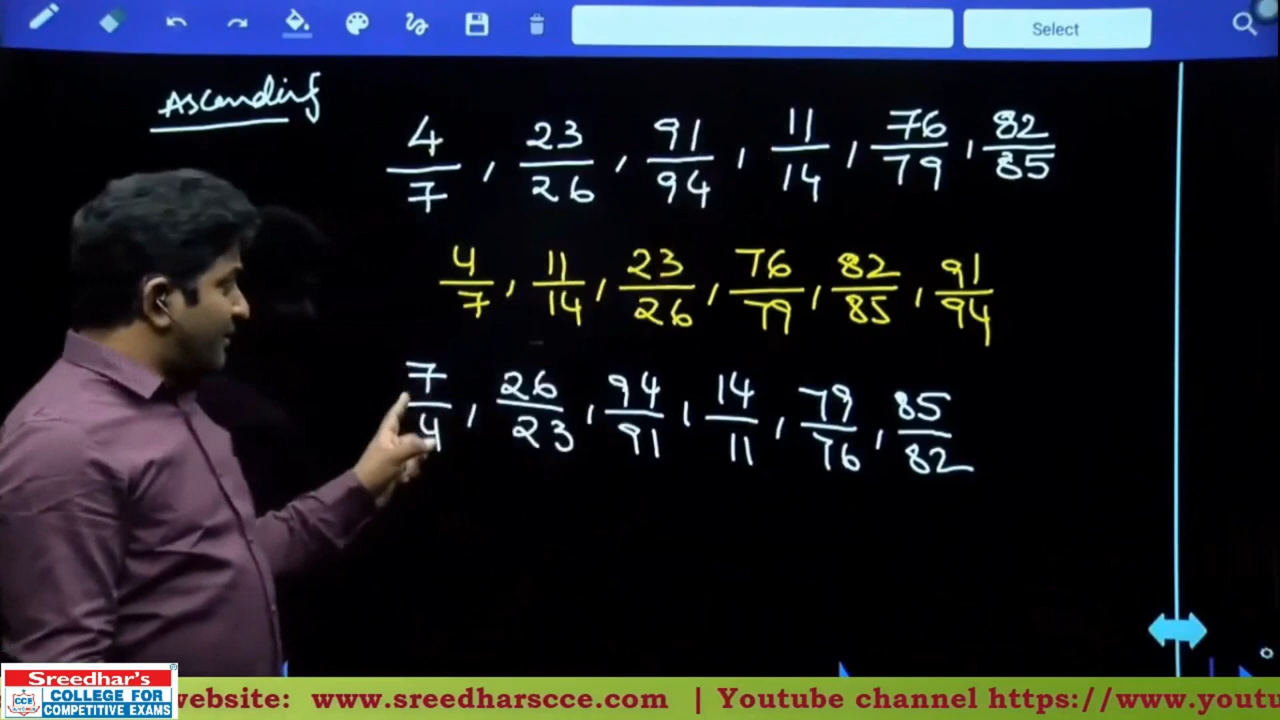 Select
Ascending
4/7, 23/26, 91/94, 11/14, 76/79, 82/85
4/7, 11/14, 23/26, 76/79, 82/85, 91/94
7/4, 26/23, 94/91, 14/11, 79/76, 85/82
Sreedhar's
CCE
COLLEGE FOR
COMPETITIVE EXAMS
website: www.sreedharscce.com | Youtube channel https://www.youtu